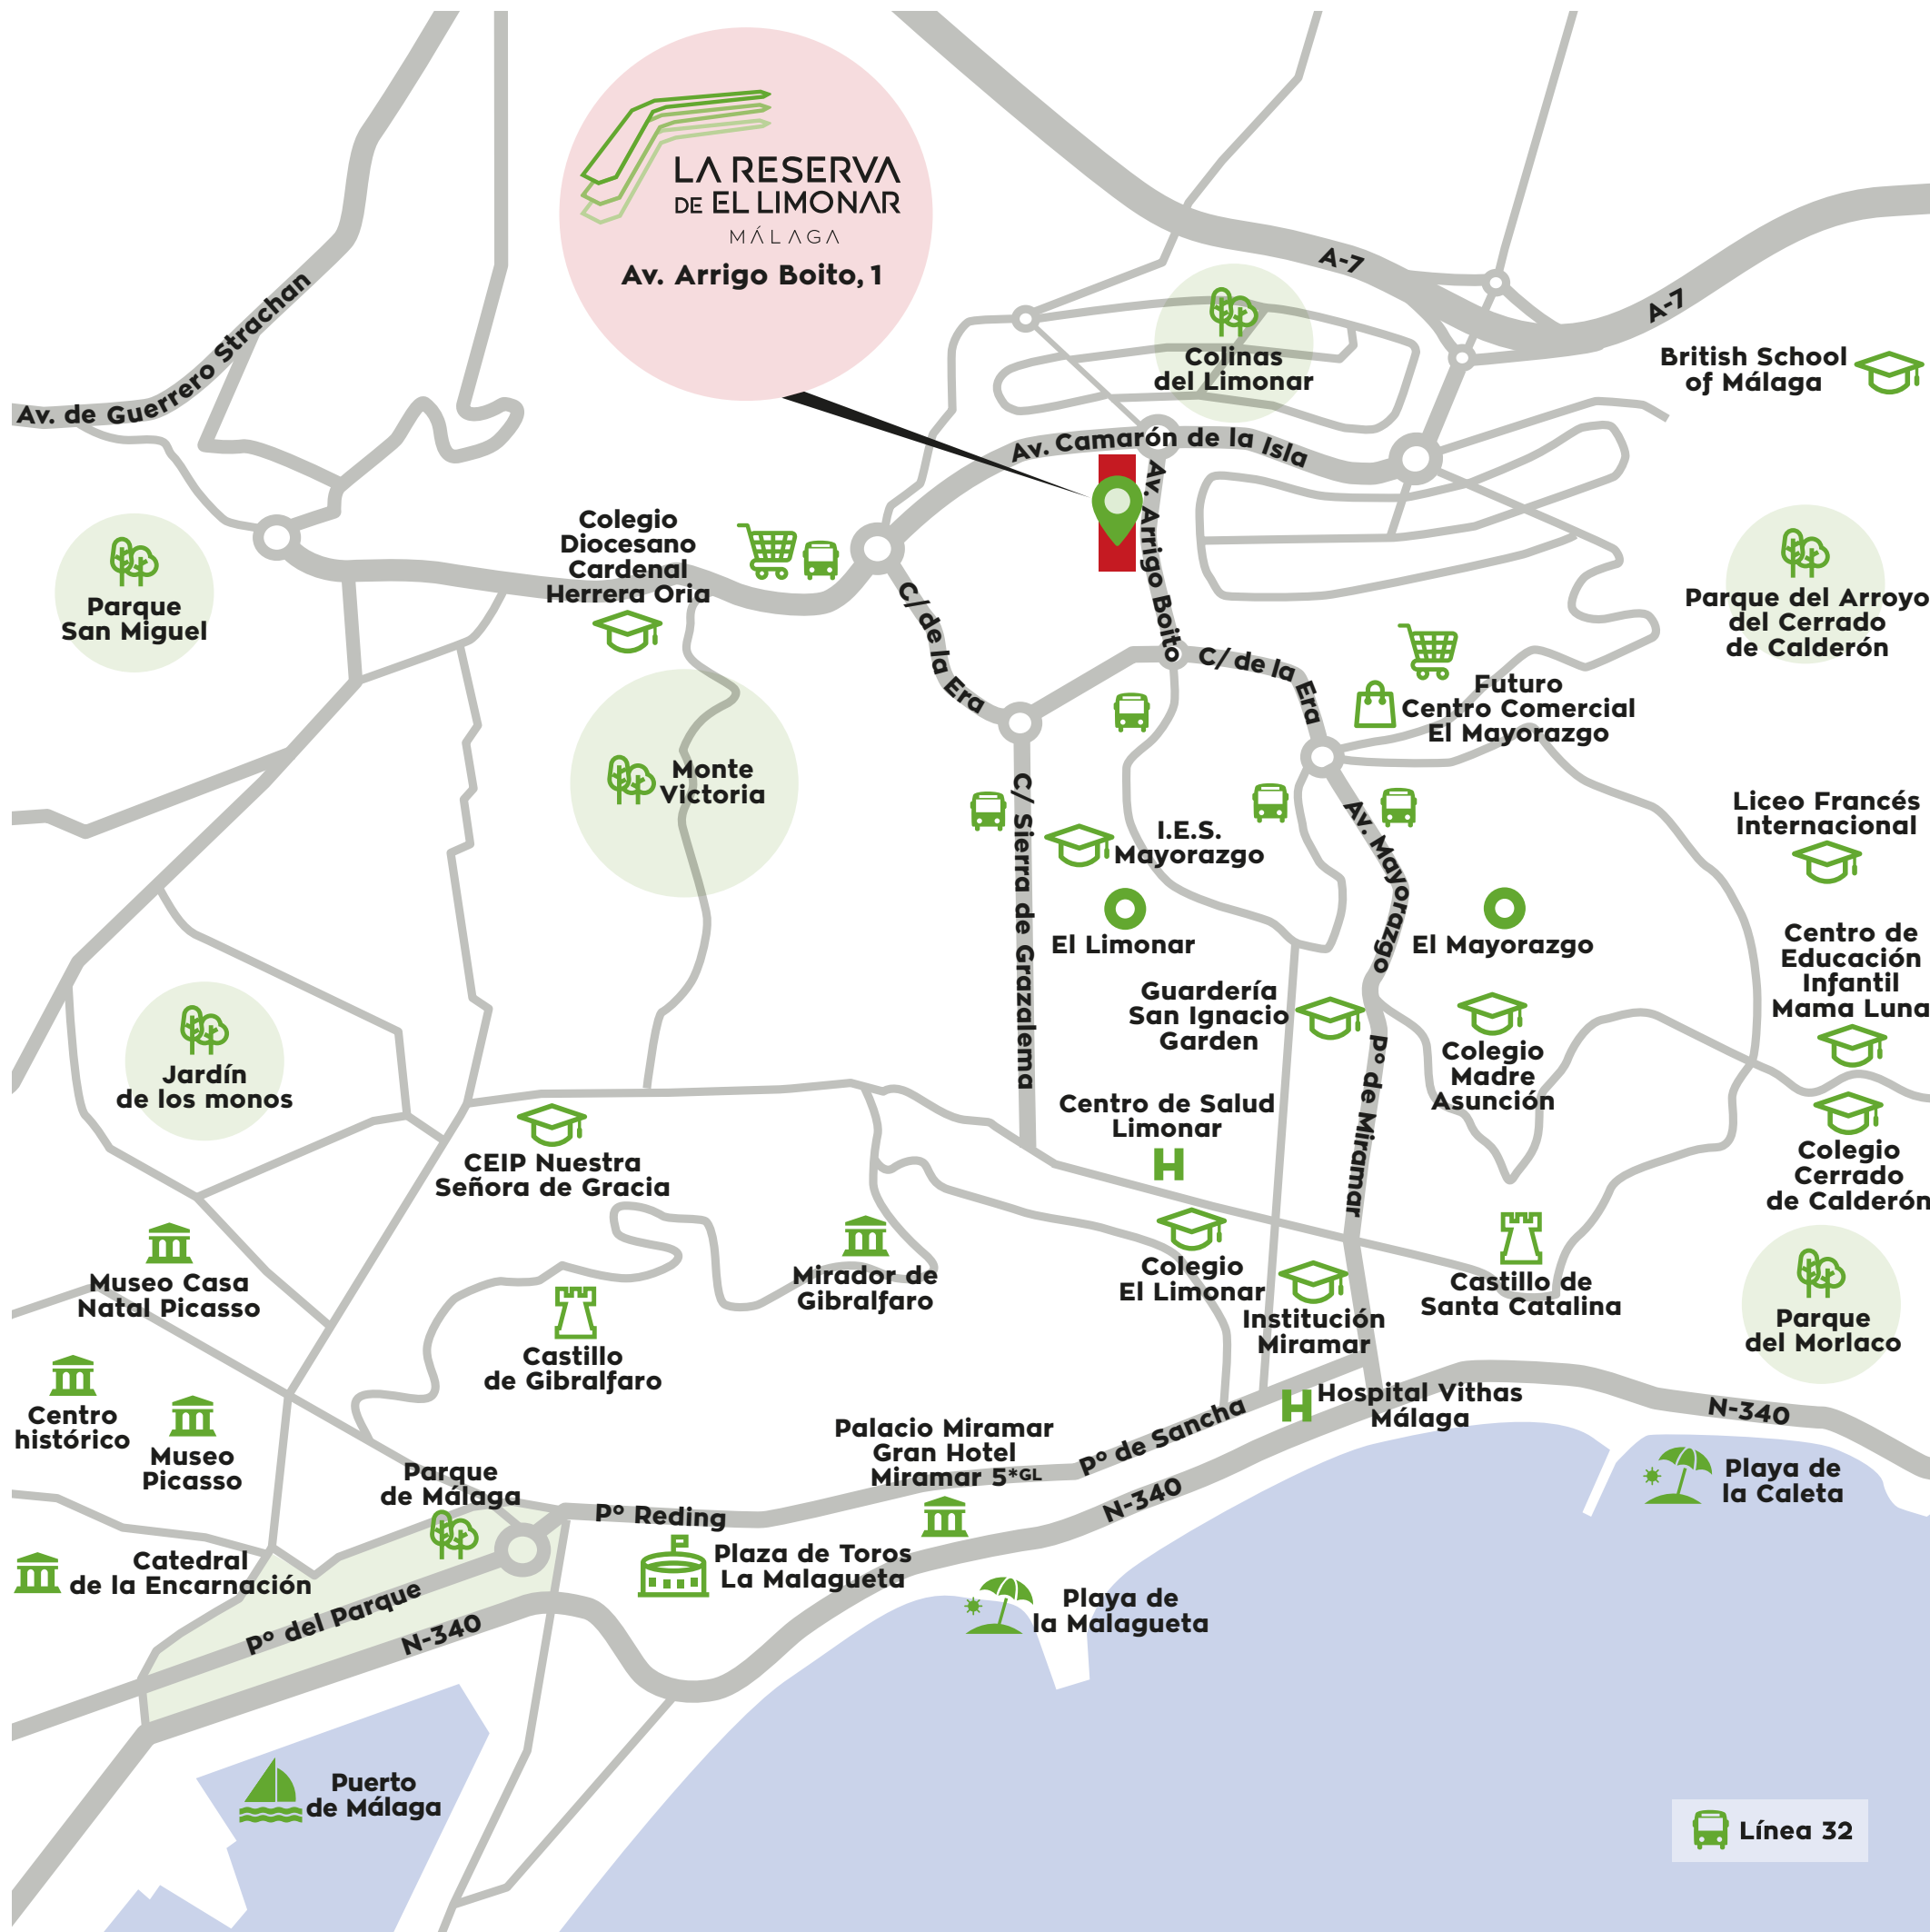 LA RESERVA
DE EL LIMONAR
MÁLAGA
Av. Arrigo Boito, 1
A-7
A-7
Av. de Guerrero Strachan
Colinas
del Limonar
British School
of Málaga
Av. Camarón de la Isla
Av. Arrigo Boito
Colegio
Diocesano
Cardenal
Herrera Oria
Parque
San Miguel
Parque del Arroyo
del Cerrado
de Calderón
C/ de la Era
C/ de la Era
Futuro
Centro Comercial
El Mayorazgo
Monte
Victoria
C/ Sierra de Grazalema
I.E.S.
Mayorazgo
Av. Mayorazgo
Liceo Francés
Internacional
El Limonar
El Mayorazgo
Centro de
Educación
Infantil
Mama Luna
Guardería
San Ignacio
Garden
Pº de Miramar
Colegio
Madre
Asunción
Jardín
de los monos
Centro de Salud
Limonar
H
CEIP Nuestra
Señora de Gracia
Colegio
Cerrado
de Calderón
Museo Casa
Natal Picasso
Mirador de
Gibralfaro
Colegio
El Limonar
Institución
Miramar
Castillo de
Santa Catalina
Parque
del Morlaco
Castillo
de Gibralfaro
Centro
histórico
Museo
Picasso
H
Hospital Vithas
Málaga
N-340
Palacio Miramar
Gran Hotel
Miramar 5*GL
Pº de Sancha
N-340
Parque
de Málaga
Pº Reding
Playa de
la Caleta
Plaza de Toros
La Malagueta
Catedral
de la Encarnación
Playa de
la Malagueta
Pº del Parque
N-340
Puerto
de Málaga
Línea 32